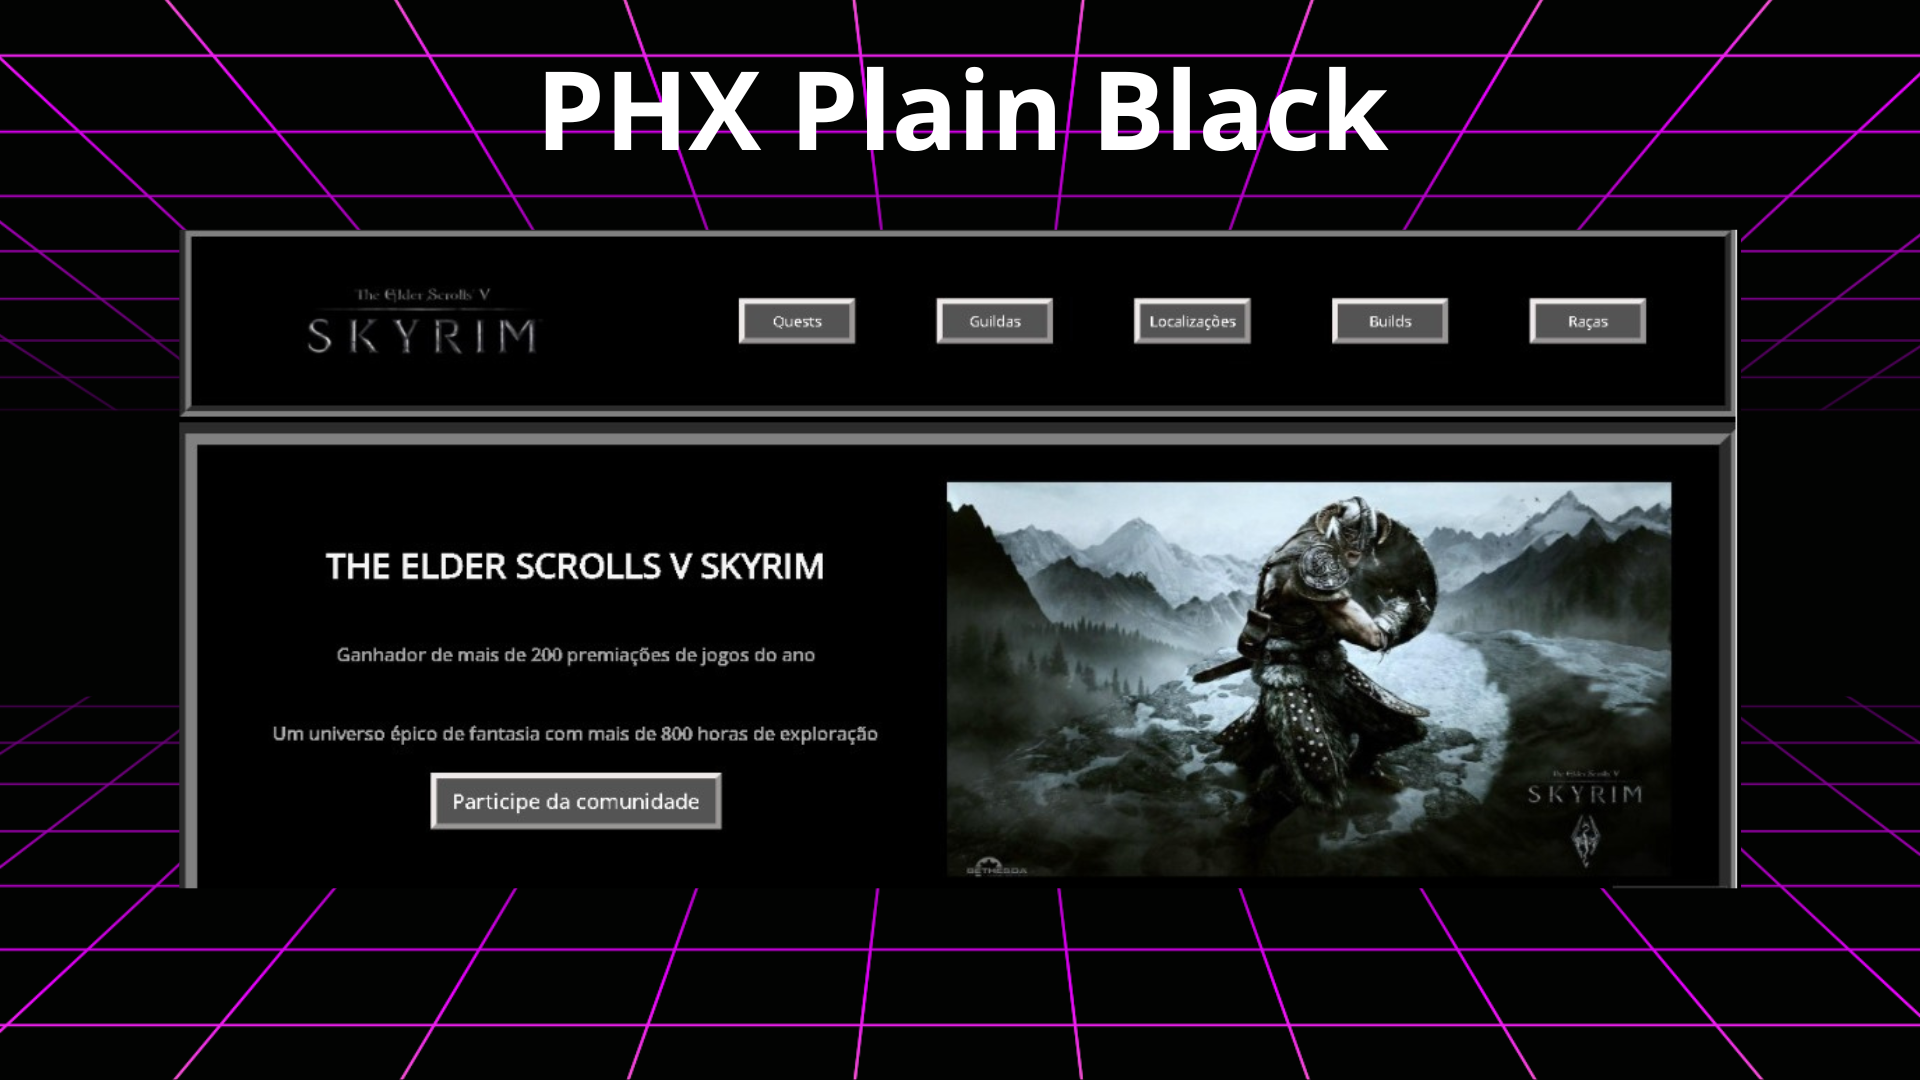 PHX Plain Black
The Elder Scrolls V
SKYRIM
Quests
Guildas
Localizações
Builds
Raças
THE ELDER SCROLLS V SKYRIM
Ganhador de mais de 200 premiações de jogos do ano
Um universo épico de fantasia com mais de 800 horas de exploração
Participe da comunidade
The Elder Scrolls V
SKYRIM
BETHESDA